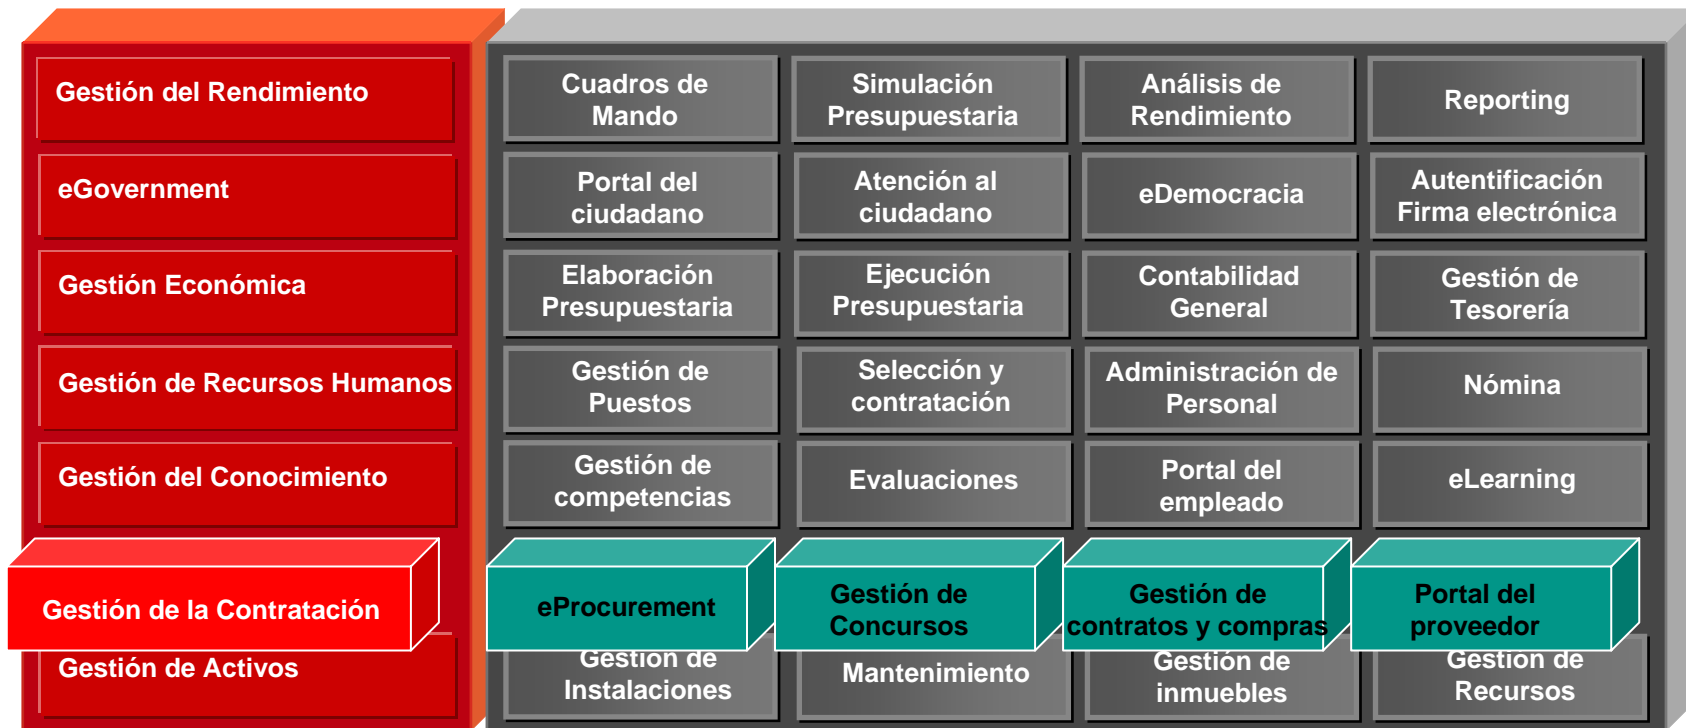 Gestión del Rendimiento
Cuadros de
Mando
Simulación
Presupuestaria
Análisis de
Rendimiento
Reporting
eGovernment
Portal del
ciudadano
Atención al
ciudadano
eDemocracia
Autentificación
Firma electrónica
Gestión Económica
Elaboración
Presupuestaria
Ejecución
Presupuestaria
Contabilidad
General
Gestión de
Tesorería
Gestión de Recursos Humanos
Gestión de
Puestos
Selección y
contratación
Administración de
Personal
Nómina
Gestión del Conocimiento
Gestión de
competencias
Evaluaciones
Portal del
empleado
eLearning
Gestión de la Contratación
eProcurement
Gestión de
Concursos
Gestión de
contratos y compras
Portal del
proveedor
Gestión de Activos
Gestión de
Instalaciones
Mantenimiento
Gestión de
inmuebles
Gestión de
Recursos